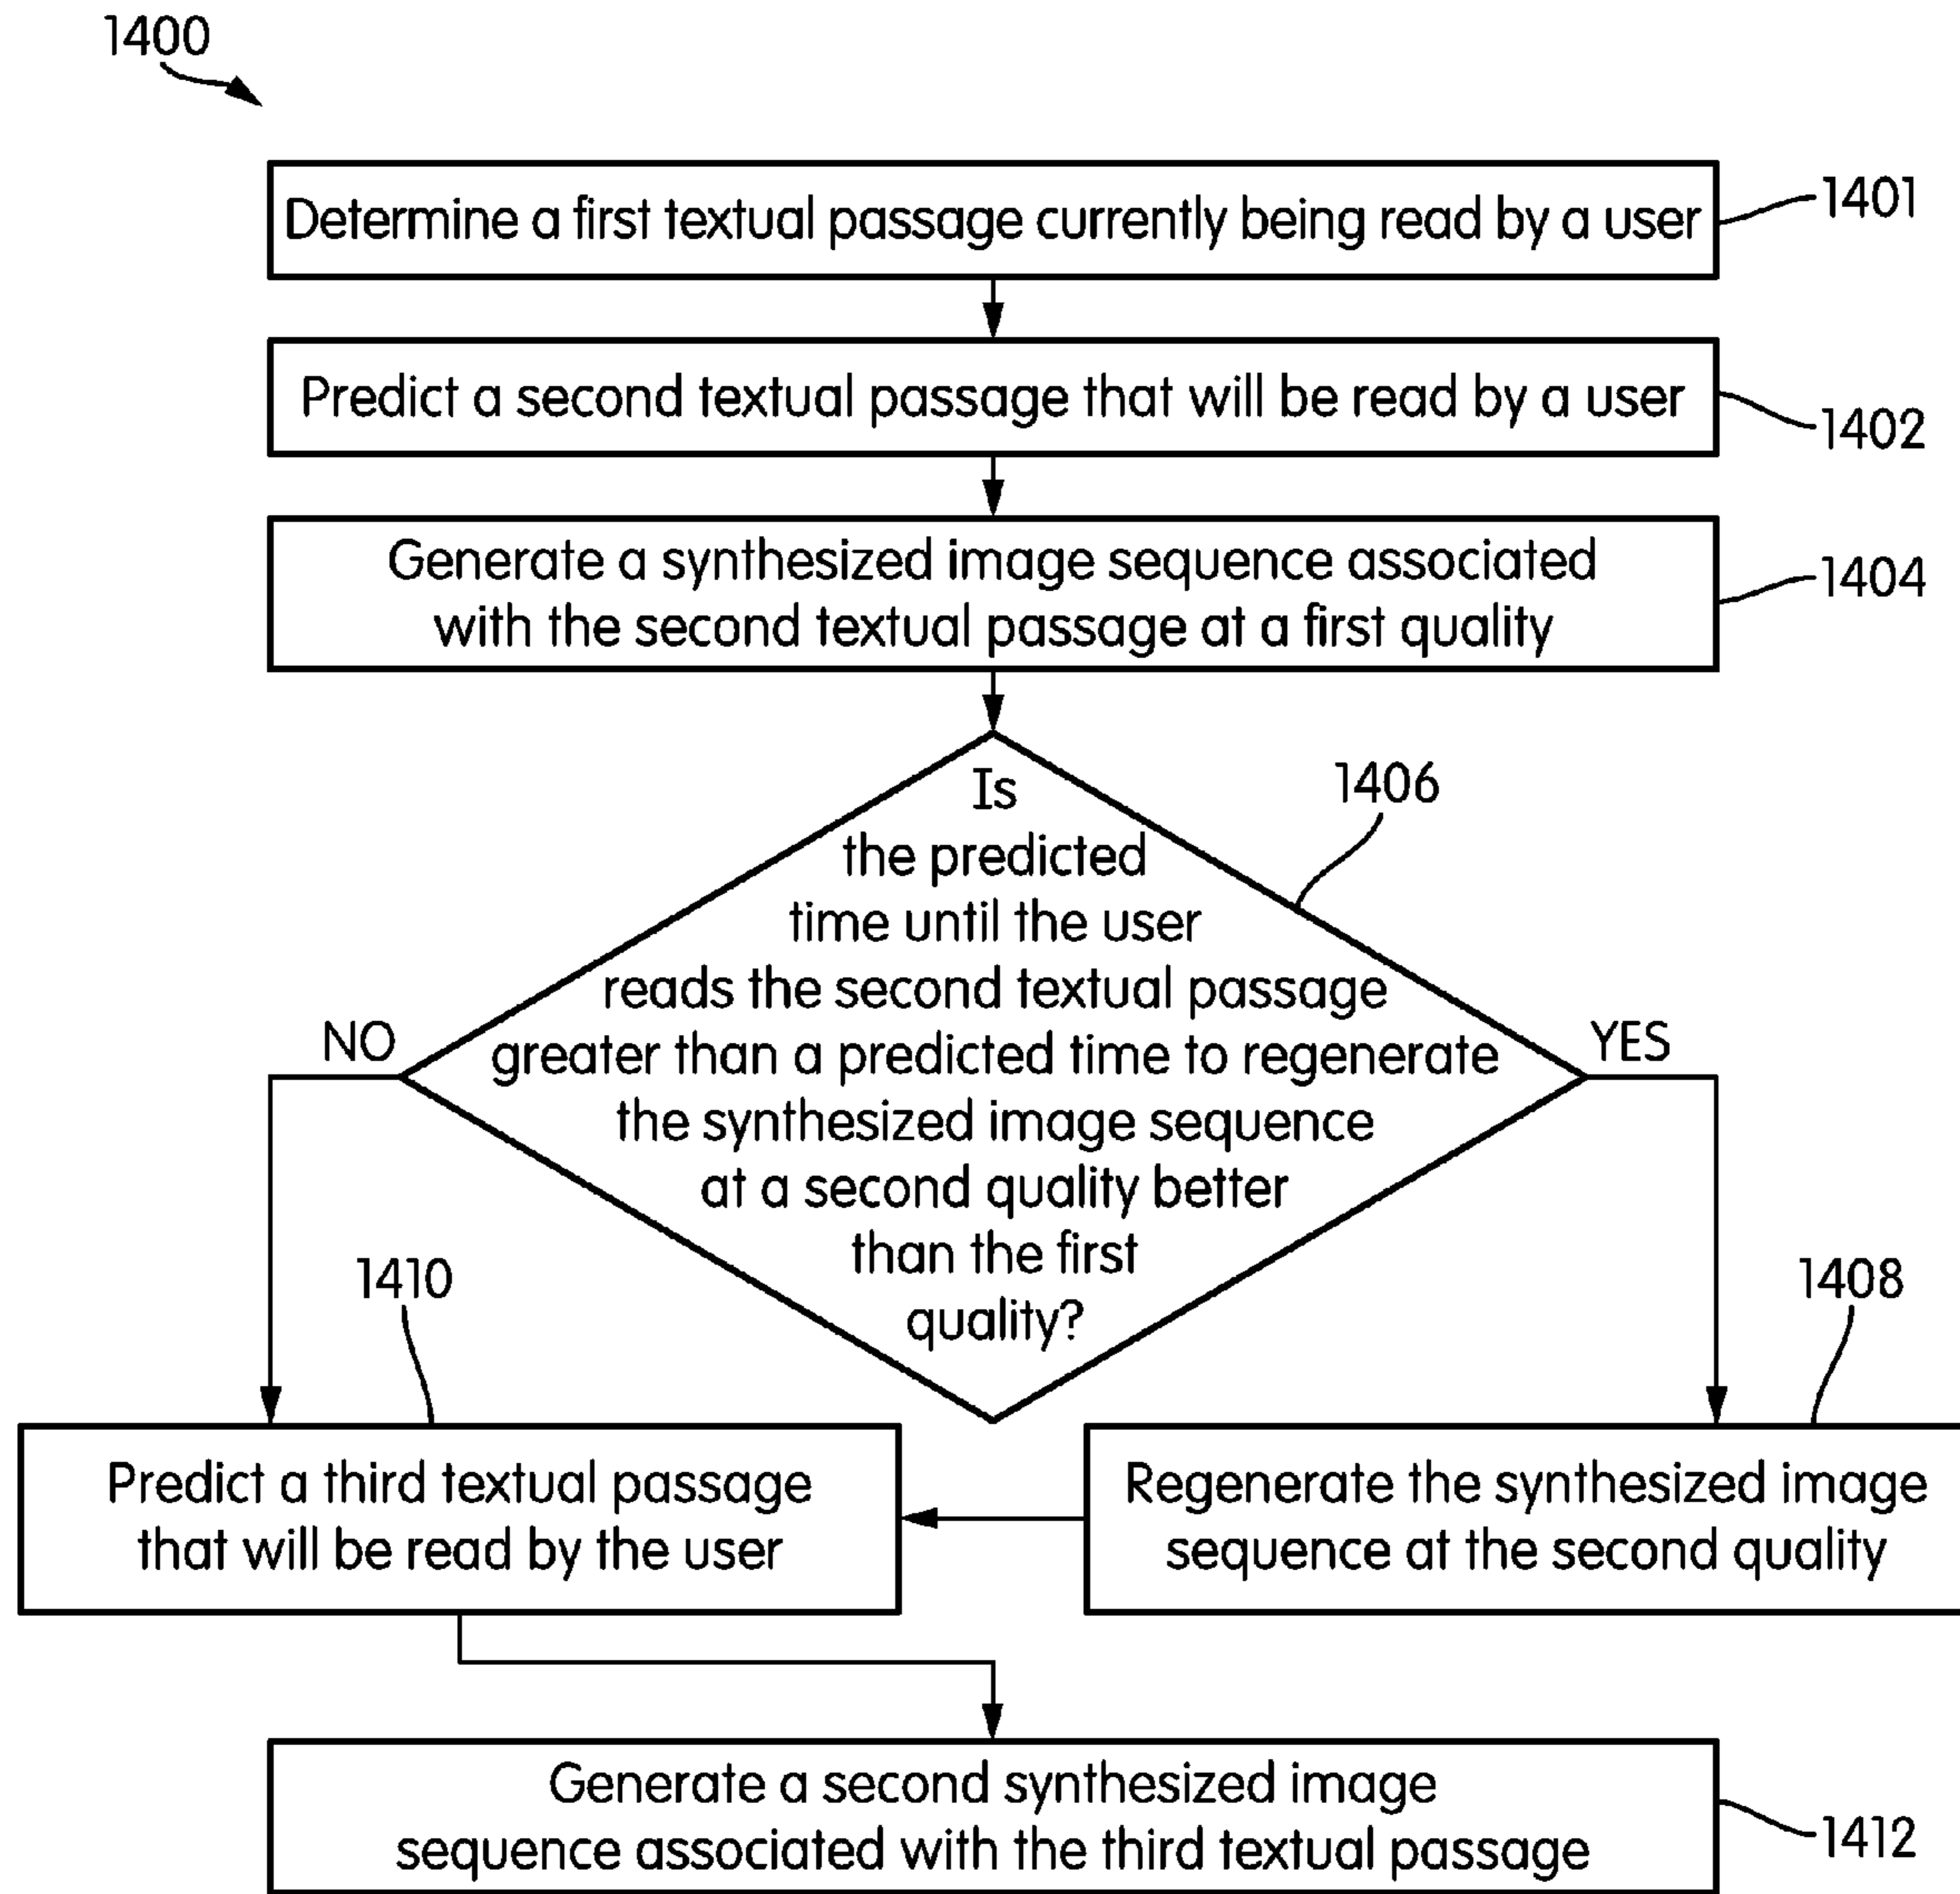 1400
Determine a first textual passage currently being read by a user
1401
Predict a second textual passage that will be read by a user
1402
Generate a synthesized image sequence associated
with the second textual passage at a first quality
1404
Is
the predicted
time until the user
reads the second textual passage
greater than a predicted time to regenerate
the synthesized image sequence
at a second quality better
than the first
quality?
1406
NO
YES
1410
Predict a third textual passage
that will be read by the user
1408
Regenerate the synthesized image
sequence at the second quality
Generate a second synthesized image
sequence associated with the third textual passage
1412